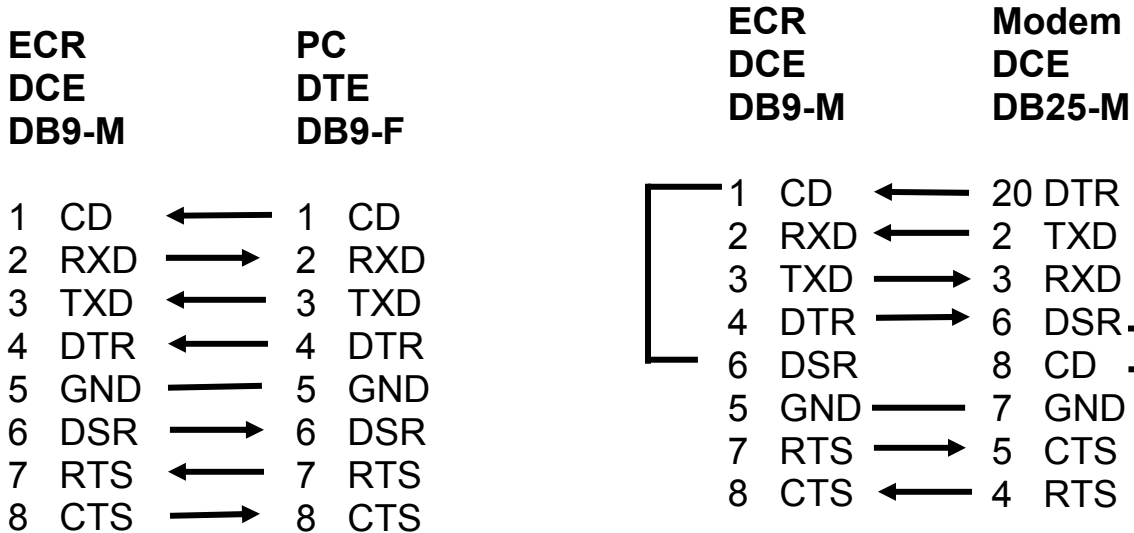 ECR PC
DCE DTE
DB9-M DB9-F
1 CD 1 CD
2 RXD 2 RXD
3 TXD 3 TXD
4 DTR 4 DTR
5 GND 5 GND
6 DSR 6 DSR
7 RTS 7 RTS
8 CTS 8 CTS
ECR Modem
DCE DCE
DB9-M DB25-M
1 CD 20 DTR
2 RXD 2 TXD
3 TXD 3 RXD
4 DTR 6 DSR
6 DSR 8 CD
5 GND 7 GND
7 RTS 5 CTS
8 CTS 4 RTS